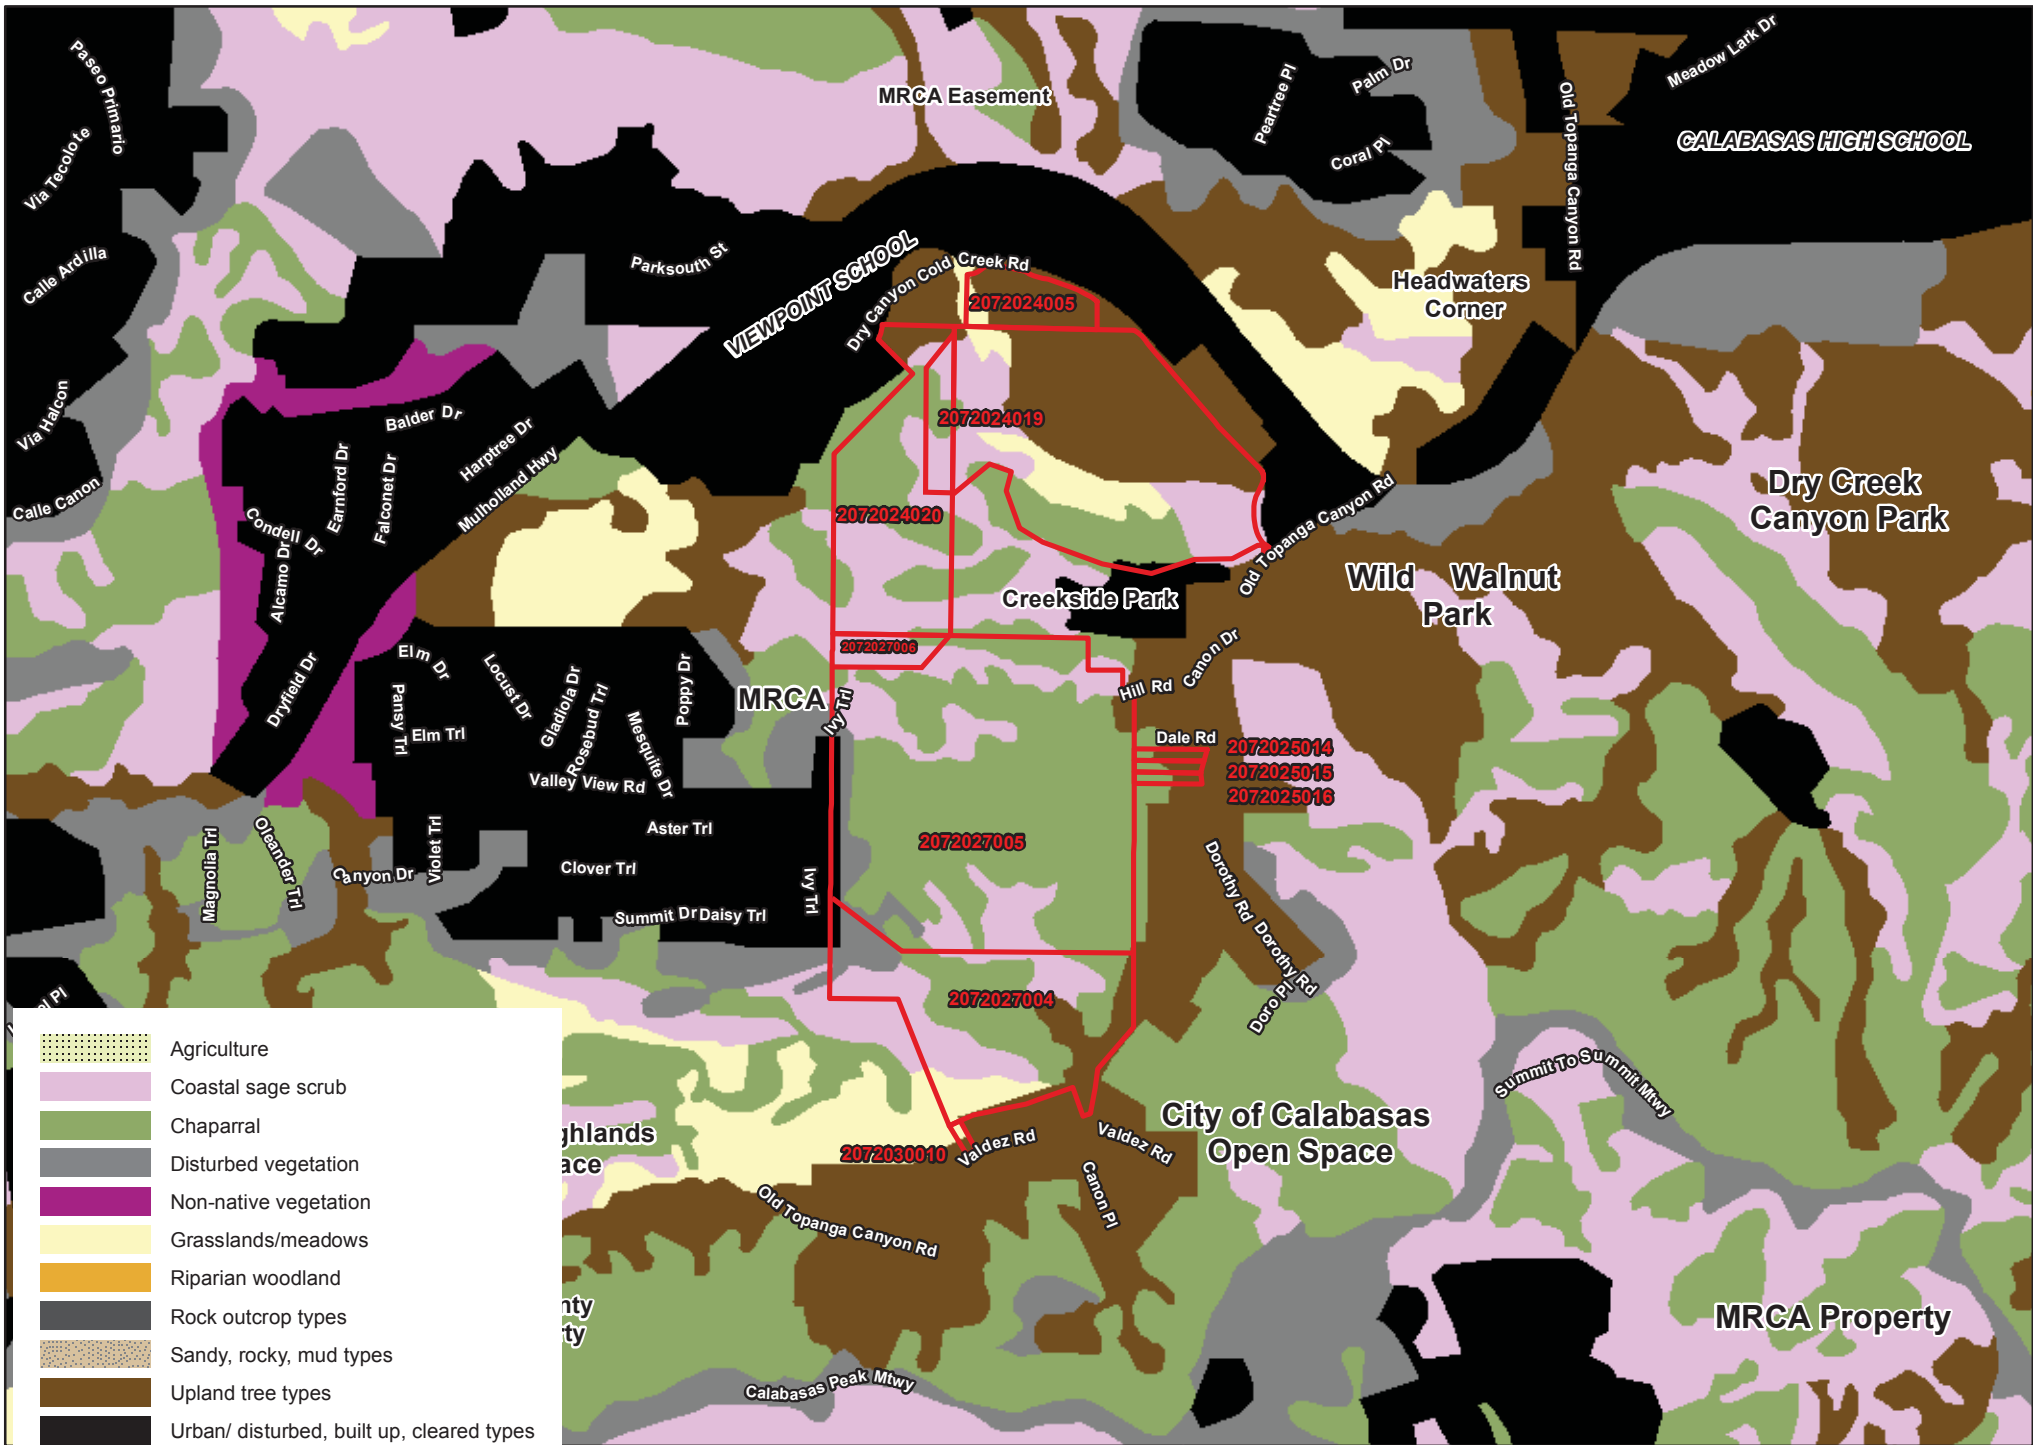 Paseo Primario
Via Tecolote
Calle Ardilla
Via Halcon
Calle Canon
MRCA Easement
Peartree Pl
Palm Dr
Coral Pl
Old Topanga Canyon Rd
Meadow Lark Dr
CALABASAS HIGH SCHOOL
Parksouth St
VIEWPOINT SCHOOL
Dry Canyon Cold Creek Rd
2072024005
Headwaters
Corner
Balder Dr
Harptree Dr
Earnford Dr
Falconet Dr
Mulholland Hwy
Condell Dr
Alcamo Dr
2072024019
2072024020
Old Topanga Canyon Rd
Dry Creek
Canyon Park
Wild Walnut
Park
Creekside Park
2072027006
Elm Dr
Locust Dr
Gladiola Dr
Rosebud Trl
Poppy Dr
Pansy Trl
Elm Trl
Mesquite Dr
Dryfield Dr
Valley View Rd
MRCA
Ivy Trl
Hill Rd
Canon Dr
Dale Rd
2072025014
2072025015
2072025016
Aster Trl
Clover Trl
Violet Trl
Canyon Dr
Magnolia Trl
Oleander Trl
Ivy Trl
Summit Dr
Daisy Trl
2072027005
Dorothy Rd
Dorothy Rd
Doro Pl
2072027004
Summit To Summit Mtwy
City of Calabasas
Open Space
2072030010
Valdez Rd
Valdez Rd
Canon Pl
Old Topanga Canyon Rd
Calabasas Peak Mtwy
MRCA Property
ghlands
ace
nty
rty
Pl
Agriculture
Coastal sage scrub
Chaparral
Disturbed vegetation
Non-native vegetation
Grasslands/meadows
Riparian woodland
Rock outcrop types
Sandy, rocky, mud types
Upland tree types
Urban/ disturbed, built up, cleared types